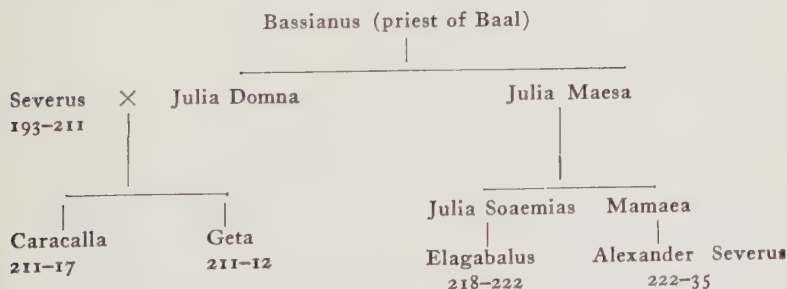 Bassianus (priest of Baal)
Severus × Julia Domna Julia Maesa
193–211
Julia Soaemias Mamaea
Caracalla Geta Elagabalus Alexander Severus
211–17 211–12 218–222 222–35